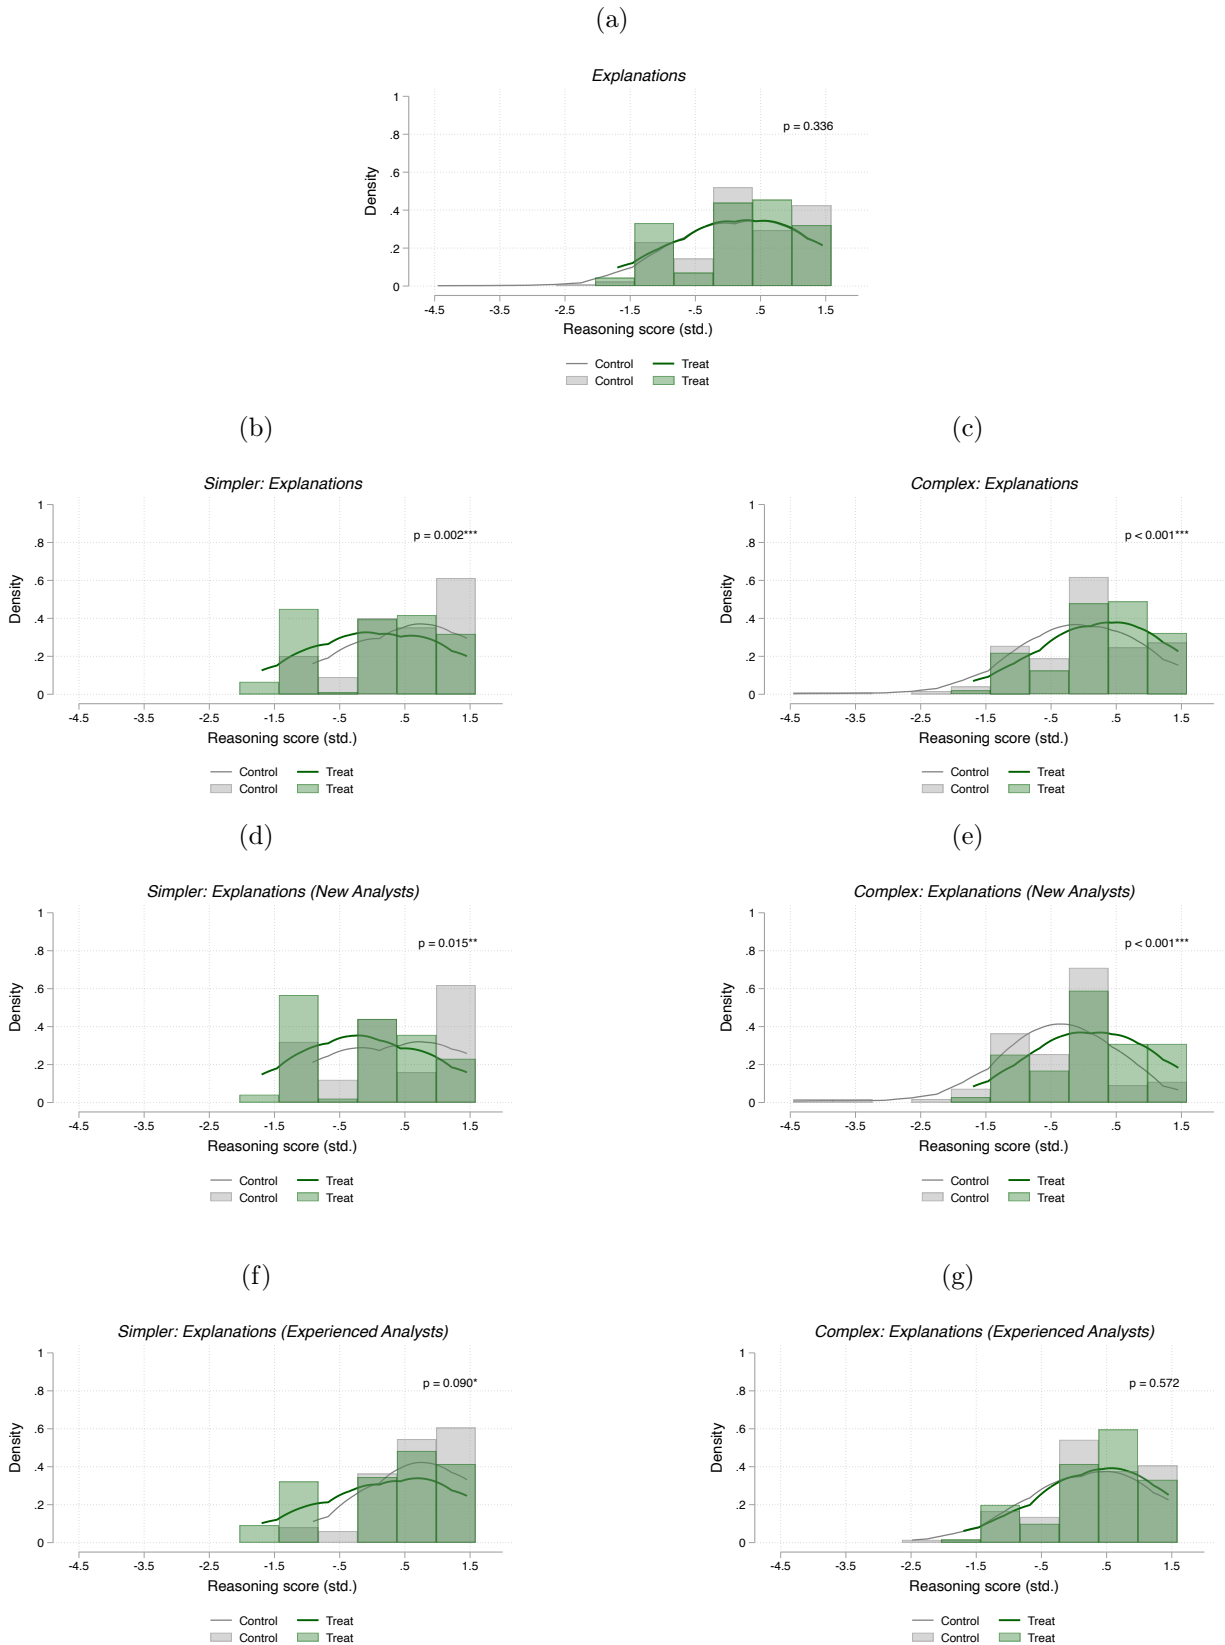 (a)
Explanations
p = 0.336
1
.8
.6
.4
.2
0
Density
-4.5 -3.5 -2.5 -1.5 -.5 .5 1.5
Reasoning score (std.)
Control Treat
Control Treat
(b)
Simpler: Explanations
p = 0.002***
1
.8
.6
.4
.2
0
Density
-4.5 -3.5 -2.5 -1.5 -.5 .5 1.5
Reasoning score (std.)
Control Treat
Control Treat
(c)
Complex: Explanations
p < 0.001***
1
.8
.6
.4
.2
0
Density
-4.5 -3.5 -2.5 -1.5 -.5 .5 1.5
Reasoning score (std.)
Control Treat
Control Treat
(d)
Simpler: Explanations (New Analysts)
p = 0.015**
1
.8
.6
.4
.2
0
Density
-4.5 -3.5 -2.5 -1.5 -.5 .5 1.5
Reasoning score (std.)
Control Treat
Control Treat
(e)
Complex: Explanations (New Analysts)
p < 0.001***
1
.8
.6
.4
.2
0
Density
-4.5 -3.5 -2.5 -1.5 -.5 .5 1.5
Reasoning score (std.)
Control Treat
Control Treat
(f)
Simpler: Explanations (Experienced Analysts)
p = 0.090*
1
.8
.6
.4
.2
0
Density
-4.5 -3.5 -2.5 -1.5 -.5 .5 1.5
Reasoning score (std.)
Control Treat
Control Treat
(g)
Complex: Explanations (Experienced Analysts)
p = 0.572
1
.8
.6
.4
.2
0
Density
-4.5 -3.5 -2.5 -1.5 -.5 .5 1.5
Reasoning score (std.)
Control Treat
Control Treat